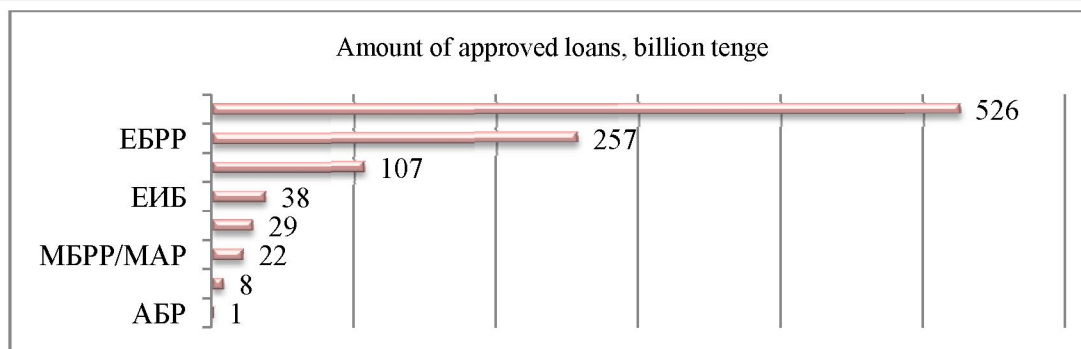 Amount of approved loans, billion tenge
526
ЕБРР 257
107
ЕИБ 38
29
МБРР/МАР 22
8
АБР 1